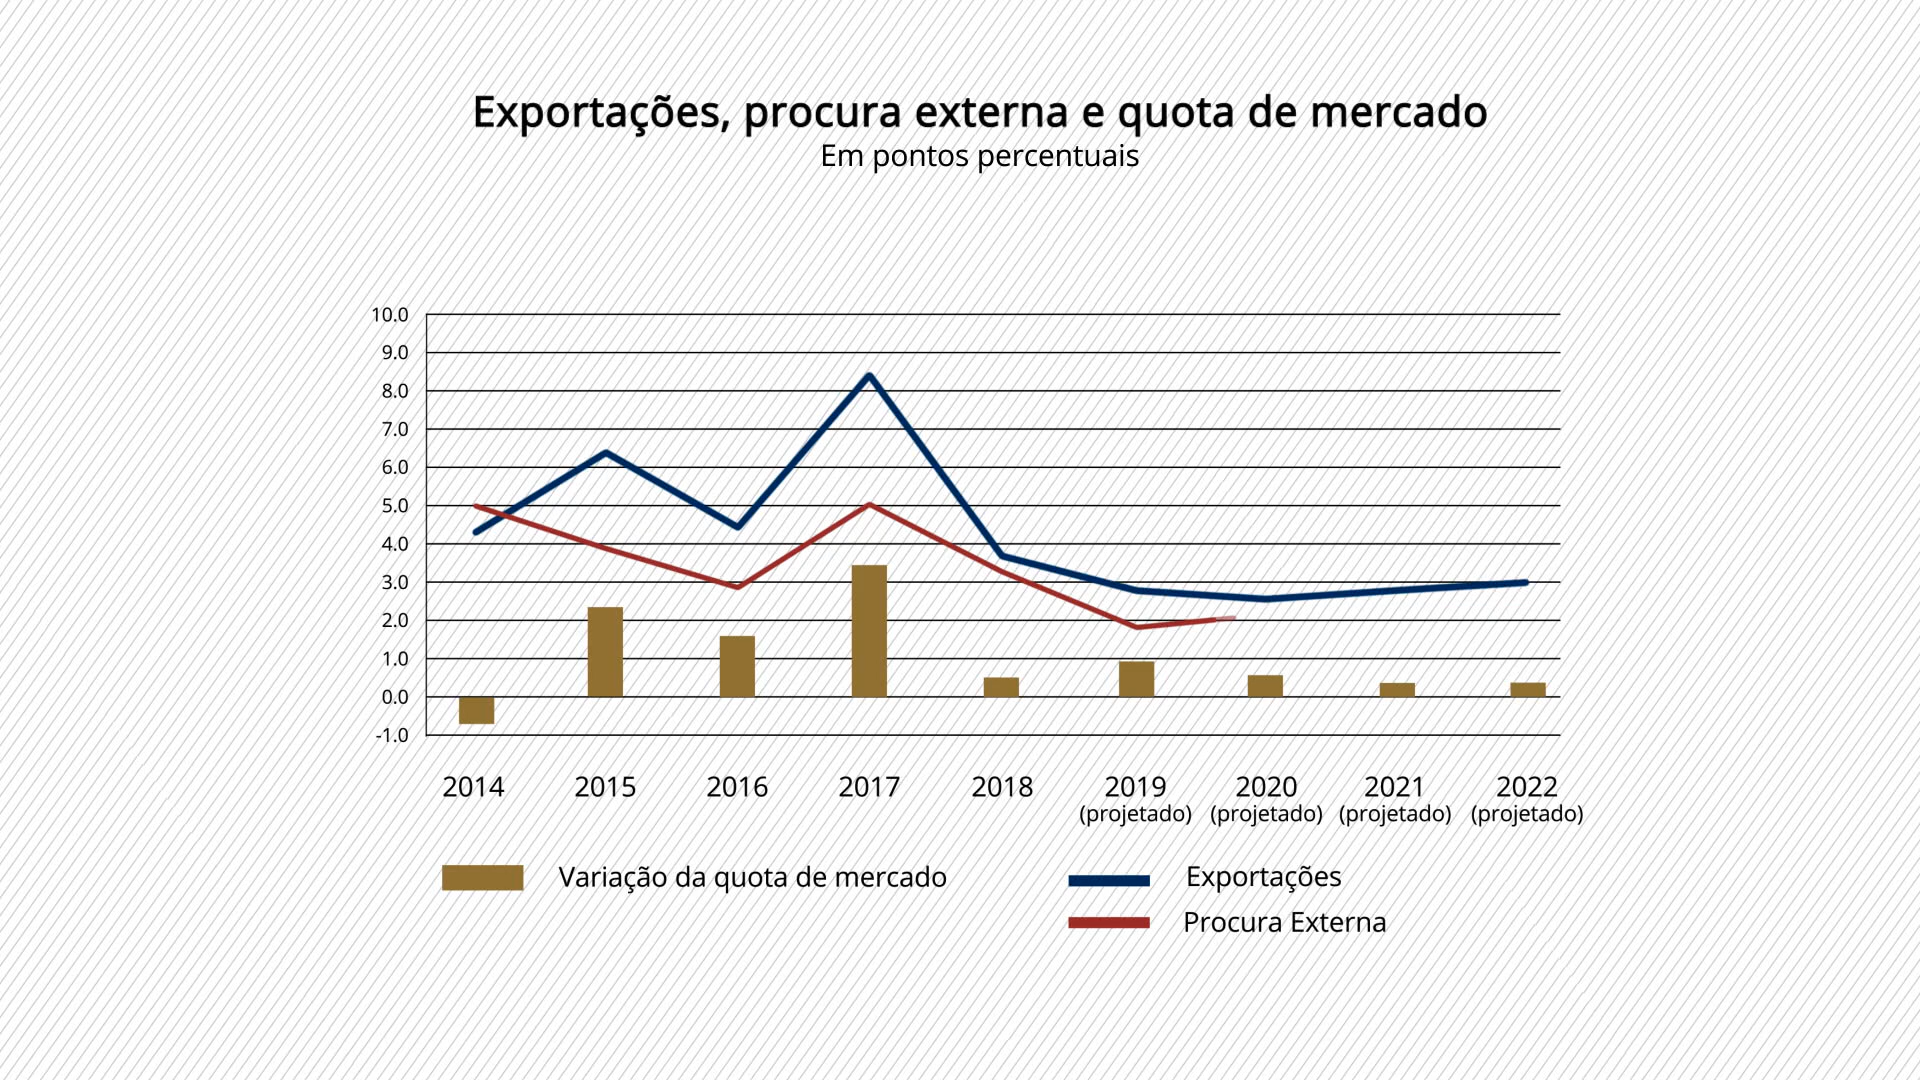 Exportações, procura externa e quota de mercado
Em pontos percentuais
10.0
9.0
8.0
7.0
6.0
5.0
4.0
3.0
2.0
1.0
0.0
-1.0
2014 2015 2016 2017 2018 2019 2020 2021 2022
(projetado) (projetado) (projetado) (projetado)
Variação da quota de mercado
Exportações
Procura Externa